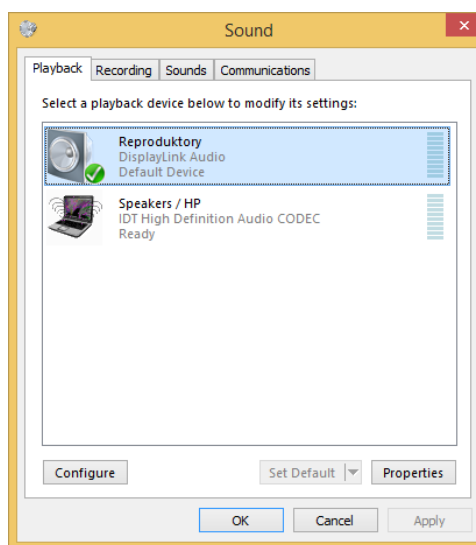 Sound
Playback Recording Sounds Communications
Select a playback device below to modify its settings:
Reproduktory
DisplayLink Audio
Default Device
Speakers / HP
IDT High Definition Audio CODEC
Ready
Configure Set Default Properties
OK Cancel Apply